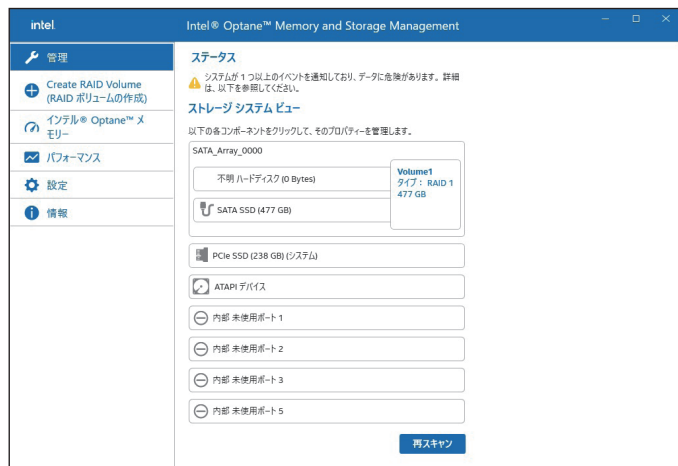 intel.
Intel® Optane™ Memory and Storage Management
管理
Create RAID Volume
(RAID ボリュームの作成)
インテル® Optane™ メ
モリー
パフォーマンス
設定
情報
ステータス
システムが 1 つ以上のイベントを通知しており、データに危険があります。詳細
は、以下を参照してください。
ストレージ システム ビュー
以下の各コンポーネントをクリックして、そのプロパティーを管理します。
SATA_Array_0000
不明 ハードディスク (0 Bytes)
SATA SSD (477 GB)
Volume1
タイプ： RAID 1
477 GB
PCIe SSD (238 GB) (システム)
ATAPI デバイス
内部 未使用ポート 1
内部 未使用ポート 2
内部 未使用ポート 3
内部 未使用ポート 5
再スキャン